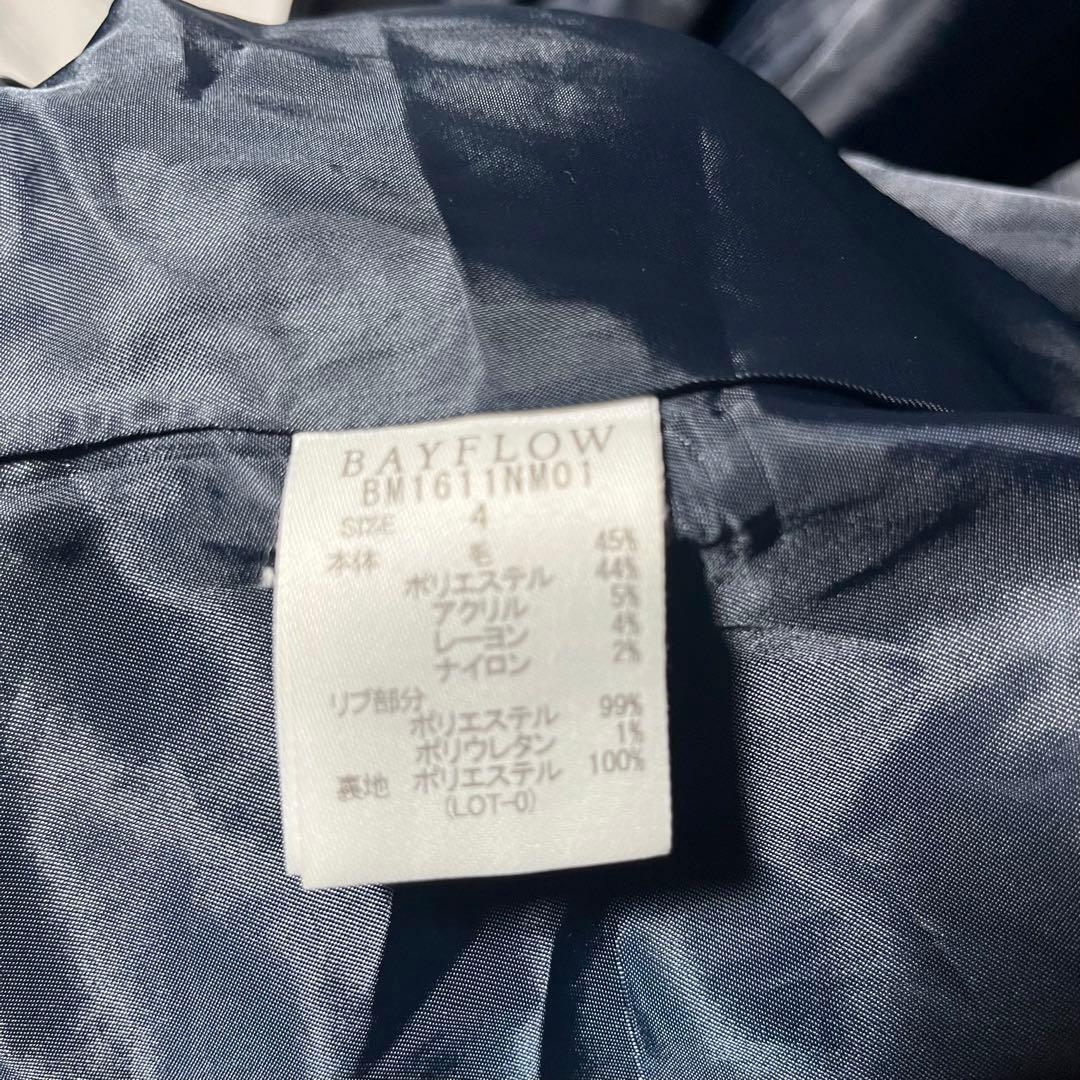 BAYFLOW
BM1611NM01
SIZE 4
本体 毛 45%
ポリエステル 44%
アクリル 5%
レーヨン 4%
ナイロン 2%
リブ部分
ポリエステル 99%
ポリウレタン 1%
裏地 ポリエステル 100%
(LOT-0)